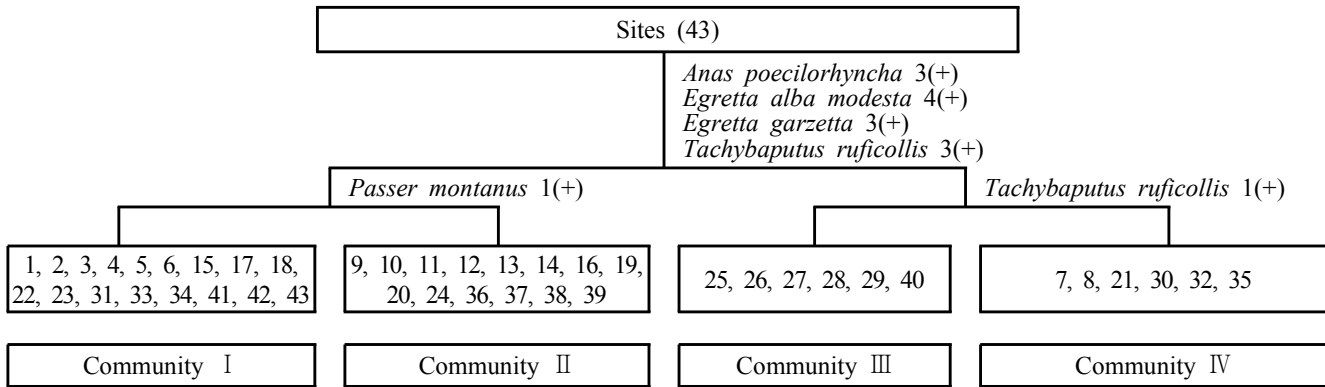 Sites (43)
Anas poecilorhyncha 3(+)
Egretta alba modesta 4(+)
Egretta garzetta 3(+)
Tachybaputus ruficollis 3(+)
Passer montanus 1(+)
Tachybaputus ruficollis 1(+)
1, 2, 3, 4, 5, 6, 15, 17, 18,
22, 23, 31, 33, 34, 41, 42, 43
9, 10, 11, 12, 13, 14, 16, 19,
20, 24, 36, 37, 38, 39
25, 26, 27, 28, 29, 40
7, 8, 21, 30, 32, 35
Community Ⅰ
Community Ⅱ
Community Ⅲ
Community Ⅳ